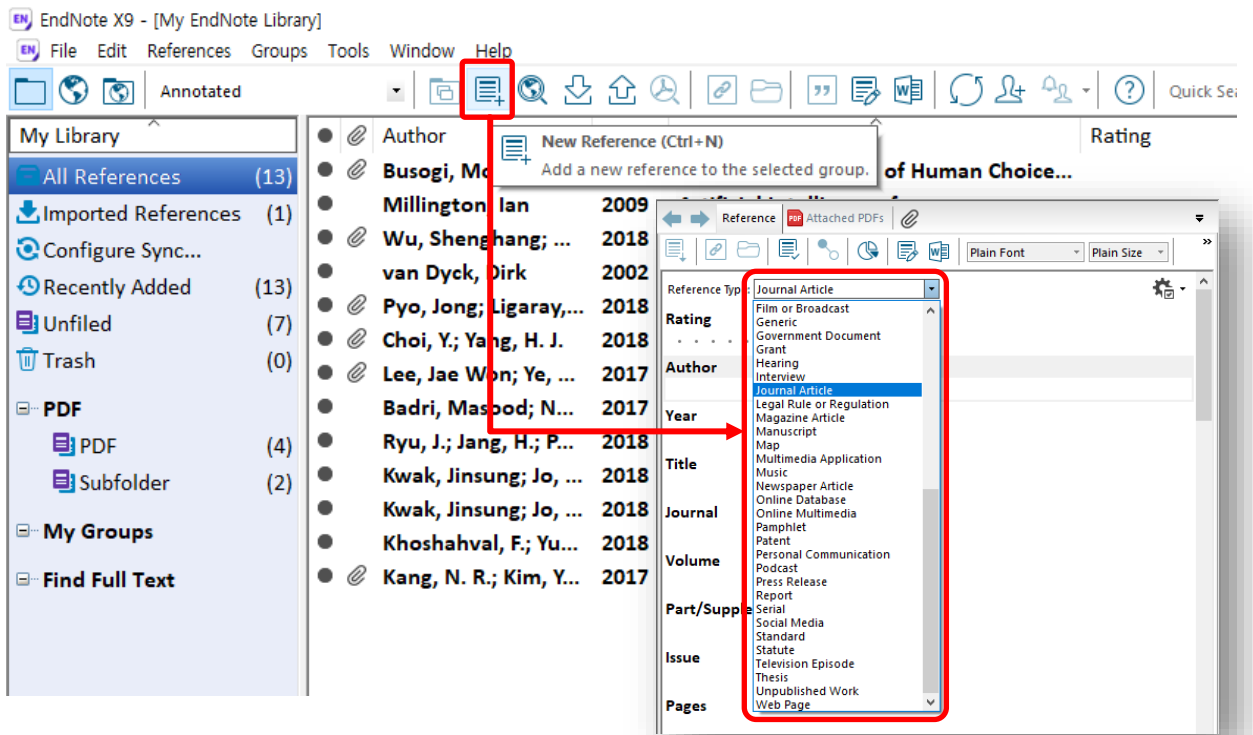 EN EndNote X9 - [My EndNote Library]
EN File Edit References Groups Tools Window Help
Annotated
Quick Sea
My Library
Author
Rating
New Reference (Ctrl+N)
Add a new reference to the selected group.
All References (13)
Imported References (1)
Configure Sync...
Recently Added (13)
Unfiled (7)
Trash (0)
PDF
PDF (4)
Subfolder (2)
My Groups
Find Full Text
Busogi, Mo
of Human Choice...
Millington, Ian 2009
Wu, Shenghang; ... 2018
van Dyck, Dirk 2002
Pyo, Jong; Ligaray,... 2018
Choi, Y.; Yang, H. J. 2018
Lee, Jae Won; Ye, ... 2017
Badri, Masood; N... 2017
Ryu, J.; Jang, H.; P... 2018
Kwak, Jinsung; Jo, ... 2018
Kwak, Jinsung; Jo, ... 2018
Khoshahval, F.; Yu... 2018
Kang, N. R.; Kim, Y... 2017
Reference PDF Attached PDFs
Plain Font Plain Size
Reference Type: Journal Article
Rating
Author
Year
Title
Journal
Volume
Part/Supple
Issue
Pages
Film or Broadcast
Generic
Government Document
Grant
Hearing
Interview
Journal Article
Legal Rule or Regulation
Magazine Article
Manuscript
Map
Multimedia Application
Music
Newspaper Article
Online Database
Online Multimedia
Pamphlet
Patent
Personal Communication
Podcast
Press Release
Report
Serial
Social Media
Standard
Statute
Television Episode
Thesis
Unpublished Work
Web Page